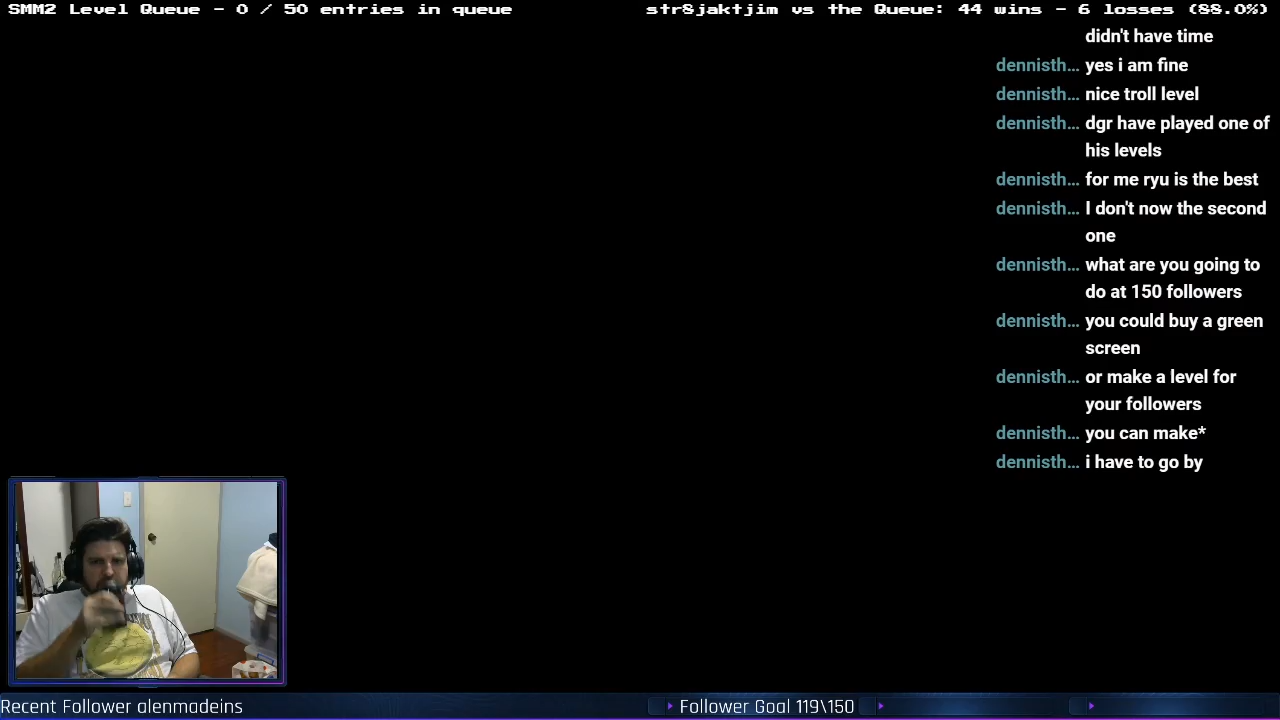 SMM2 Level Queue - 0 / 50 entries in queue
str8jaktjim vs the Queue: 44 wins - 6 losses (88.0%)
didn't have time
dennisth… yes i am fine
dennisth… nice troll level
dennisth… dgr have played one of
his levels
dennisth… for me ryu is the best
dennisth… I don't now the second
one
dennisth… what are you going to
do at 150 followers
dennisth… you could buy a green
screen
dennisth… or make a level for
your followers
dennisth… you can make*
dennisth… i have to go by
Recent Follower alenmadeins
Follower Goal 119\150